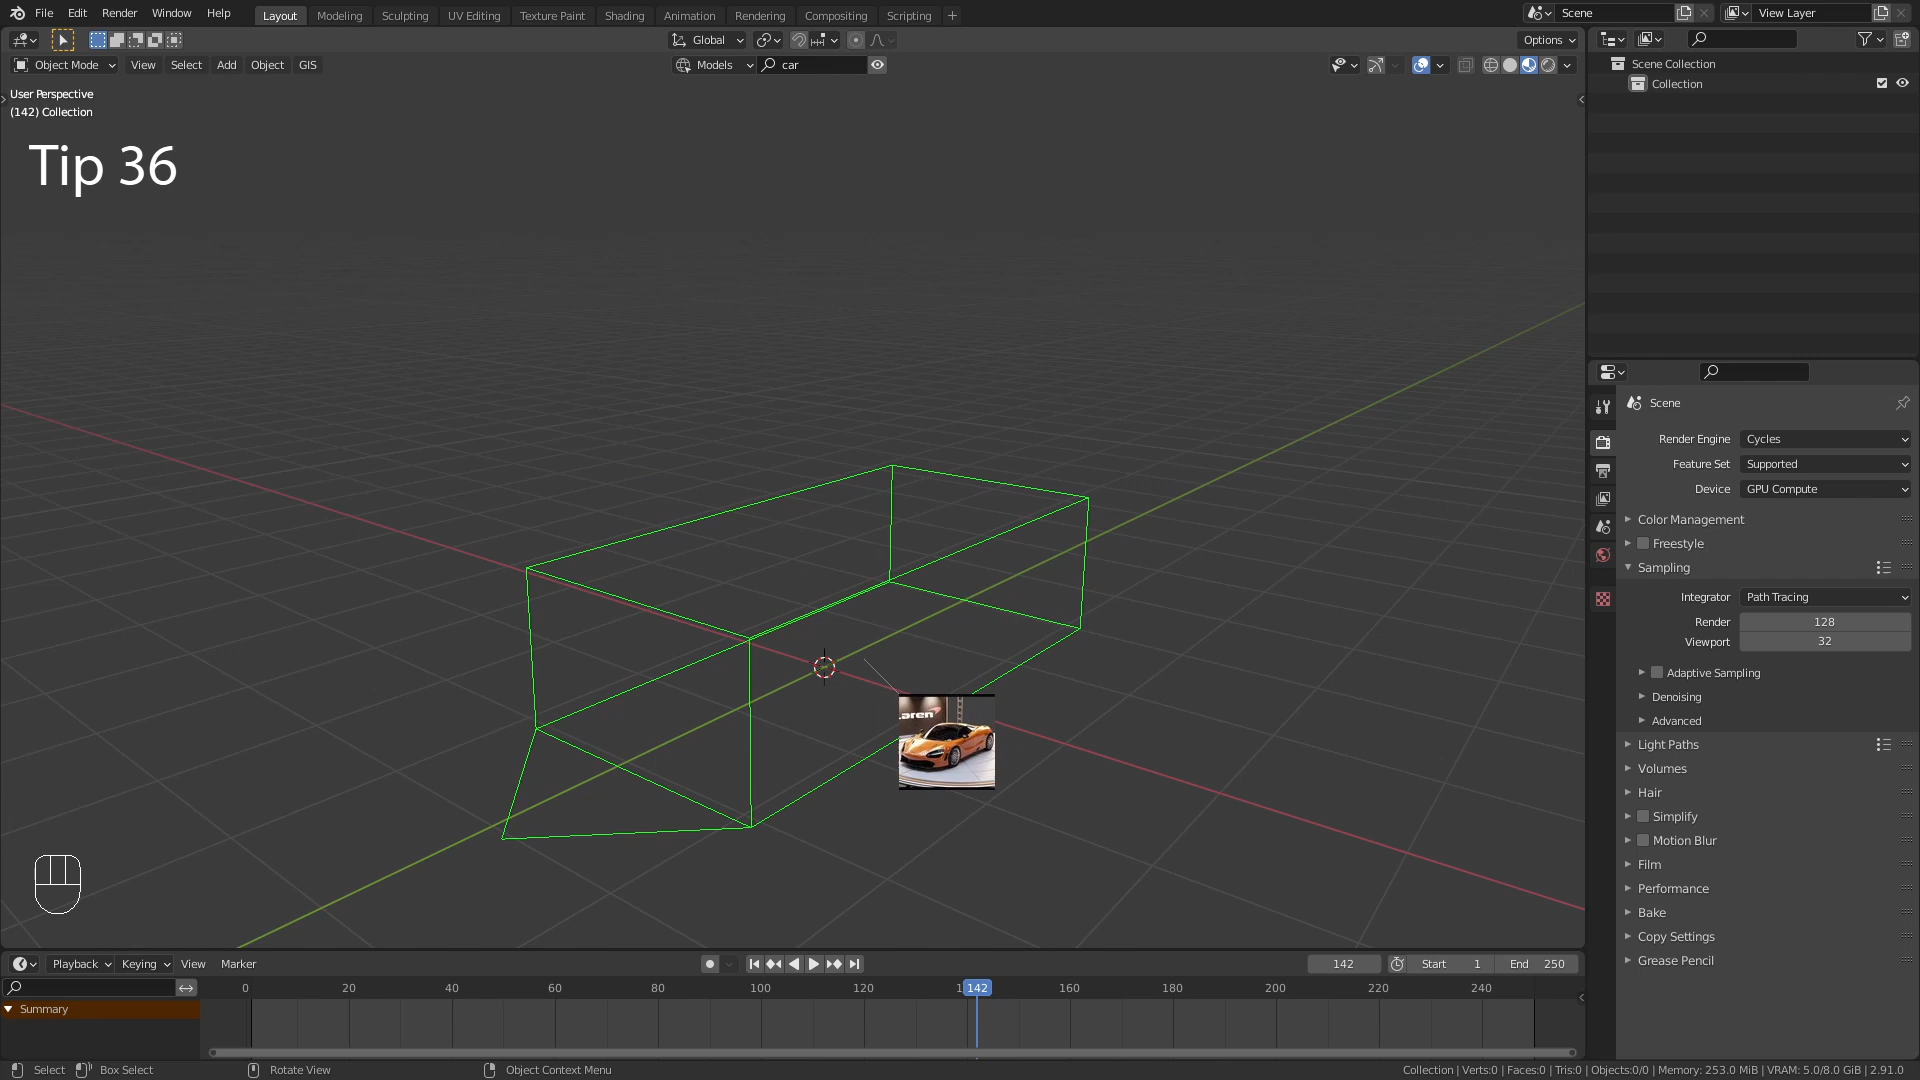 File Edit Render Window Help Layout Modeling Sculpting UV Editing Texture Paint Shading Animation Rendering Compositing Scripting + Scene View Layer
Global Options
Object Mode View Select Add Object GIS Models car
User Perspective
(142) Collection
Tip 36
Scene Collection
Collection
Scene
Render Engine Cycles
Feature Set Supported
Device GPU Compute
Color Management
Freestyle
Sampling
Integrator Path Tracing
Render 128
Viewport 32
Adaptive Sampling
Denoising
Advanced
Light Paths
Volumes
Hair
Simplify
Motion Blur
Film
Performance
Bake
Copy Settings
Grease Pencil
aren
Playback Keying View Marker 142 Start 1 End 250
0 20 40 60 80 100 120 142 160 180 200 220 240
Summary
Select Box Select Rotate View Object Context Menu Collection | Verts:0 | Faces:0 | Tris:0 | Objects:0/0 | Memory: 253.0 MiB | VRAM: 5.0/8.0 GiB | 2.91.0